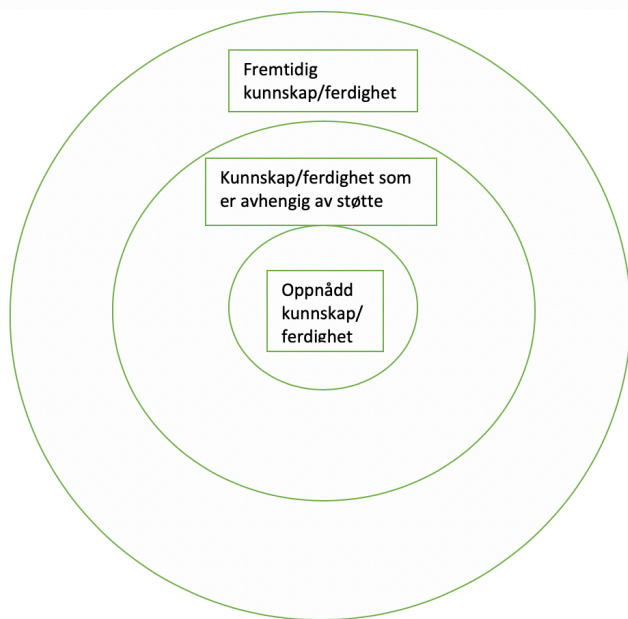 Fremtidig
kunnskap/ferdighet
Kunnskap/ferdighet som
er avhengig av støtte
Oppnådd
kunnskap/
ferdighet